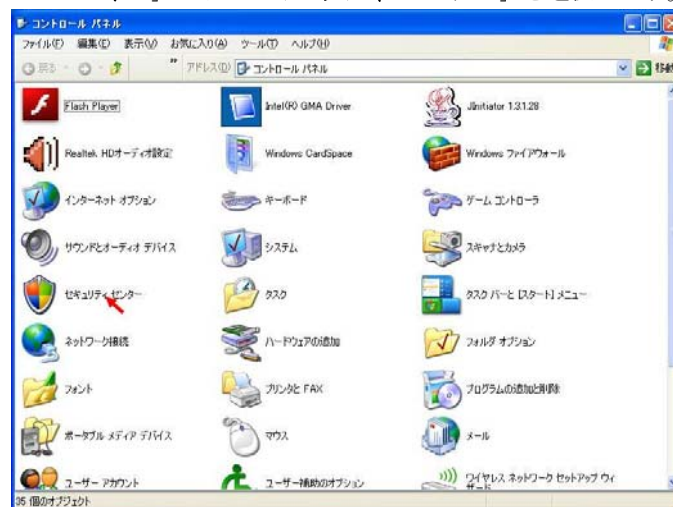 コントロール パネル
ファイル(F) 編集(E) 表示(V) お気に入り(A) ツール(T) ヘルプ(H)
戻る
アドレス(D) コントロール パネル
移動
Flash Player
Intel(R) GMA Driver
JInitiator 1.3.1.28
Realtek HDオーディオ設定
Windows CardSpace
Windows ファイアウォール
インターネット オプション
キーボード
ゲーム コントローラ
サウンドとオーディオ デバイス
システム
スキャナとカメラ
セキュリティ センター
タスク
タスク バーと [スタート] メニュー
ネットワーク接続
ハードウェアの追加
フォルダ オプション
フォント
プリンタと FAX
プログラムの追加と削除
ポータブル メディア デバイス
マウス
メール
ユーザー アカウント
ユーザー補助のオプション
ワイヤレス ネットワーク セットアップ ウィ
ザード
35 個のオブジェクト